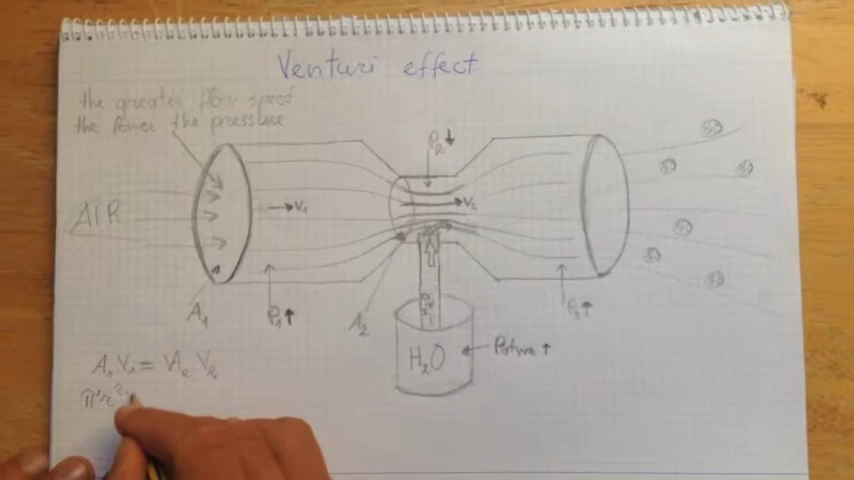 Venturi effect
the greater flow speed
the lower the pressure
P₂↓
AIR
→V₁
V₂
A₁
P₁↑
A₂
P₃↑
H₂O
Patm ↑
A₁ V₁ = A₂ V₂
πr²